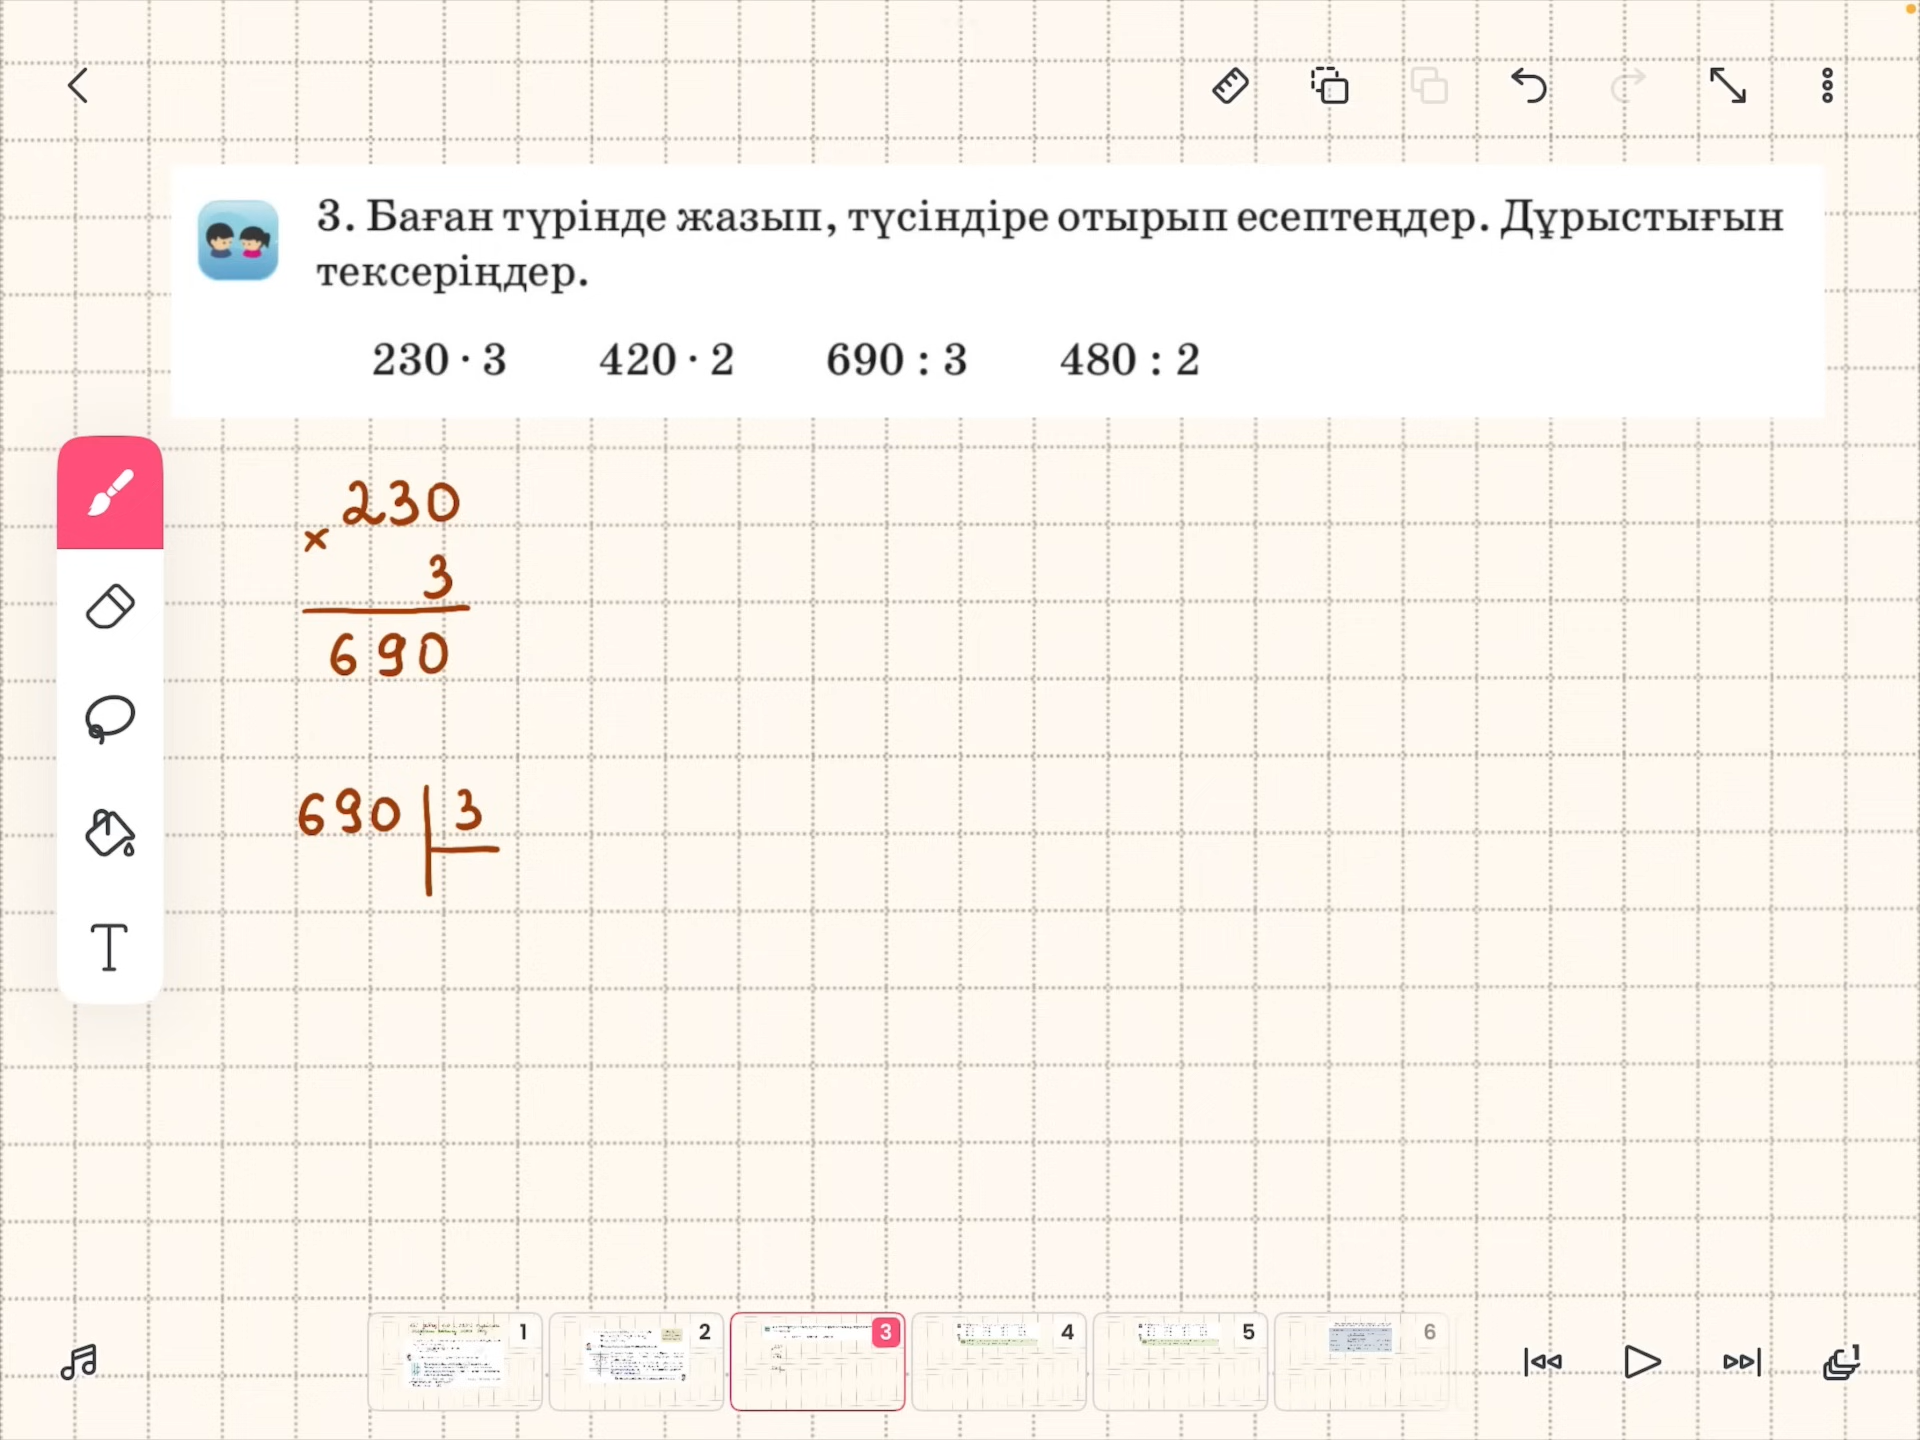 3. Баған түрінде жазып, түсіндіре отырып есептеңдер. Дұрыстығын
тексеріңдер.
230 · 3 420 · 2 690 : 3 480 : 2
230
×
3
690
690 3
T
1 2 3 4 5 6
1